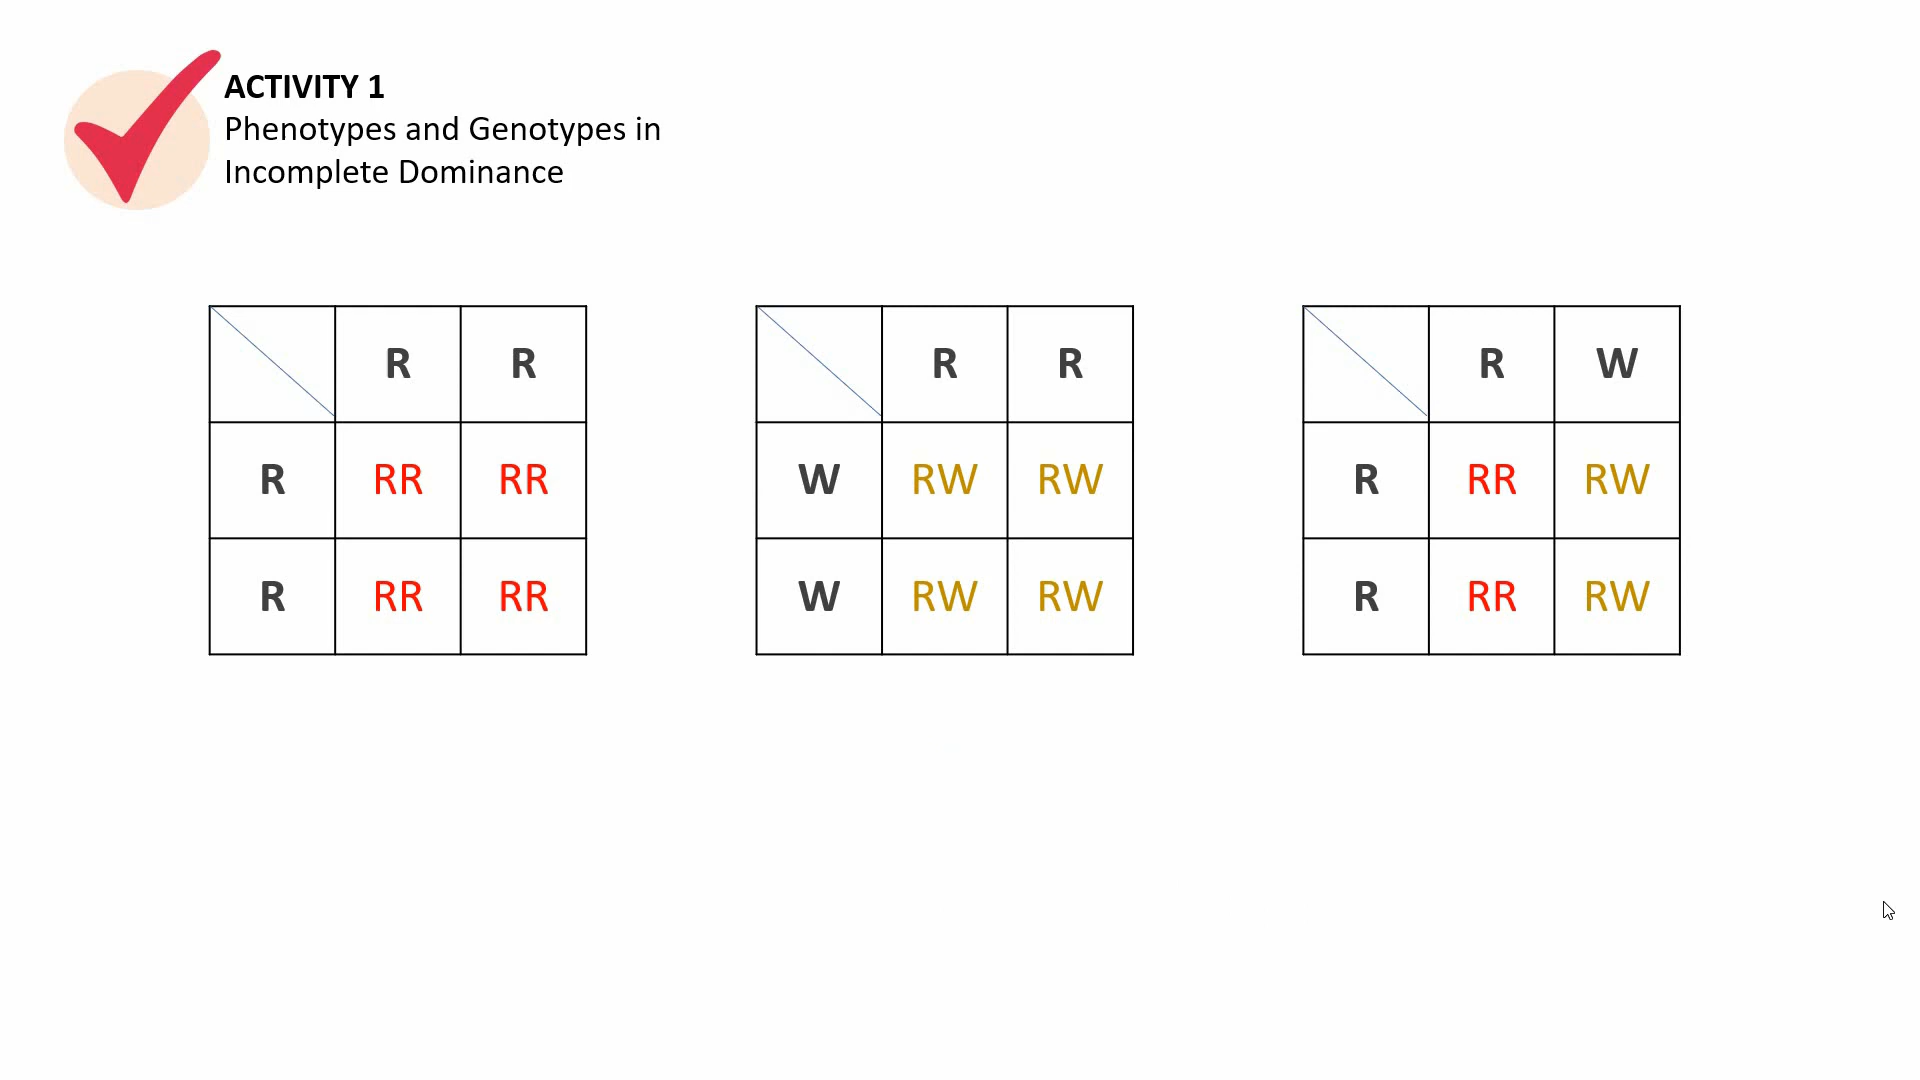 ACTIVITY 1
Phenotypes and Genotypes in
Incomplete Dominance
R R
R RR RR
R RR RR
R R
W RW RW
W RW RW
R W
R RR RW
R RR RW